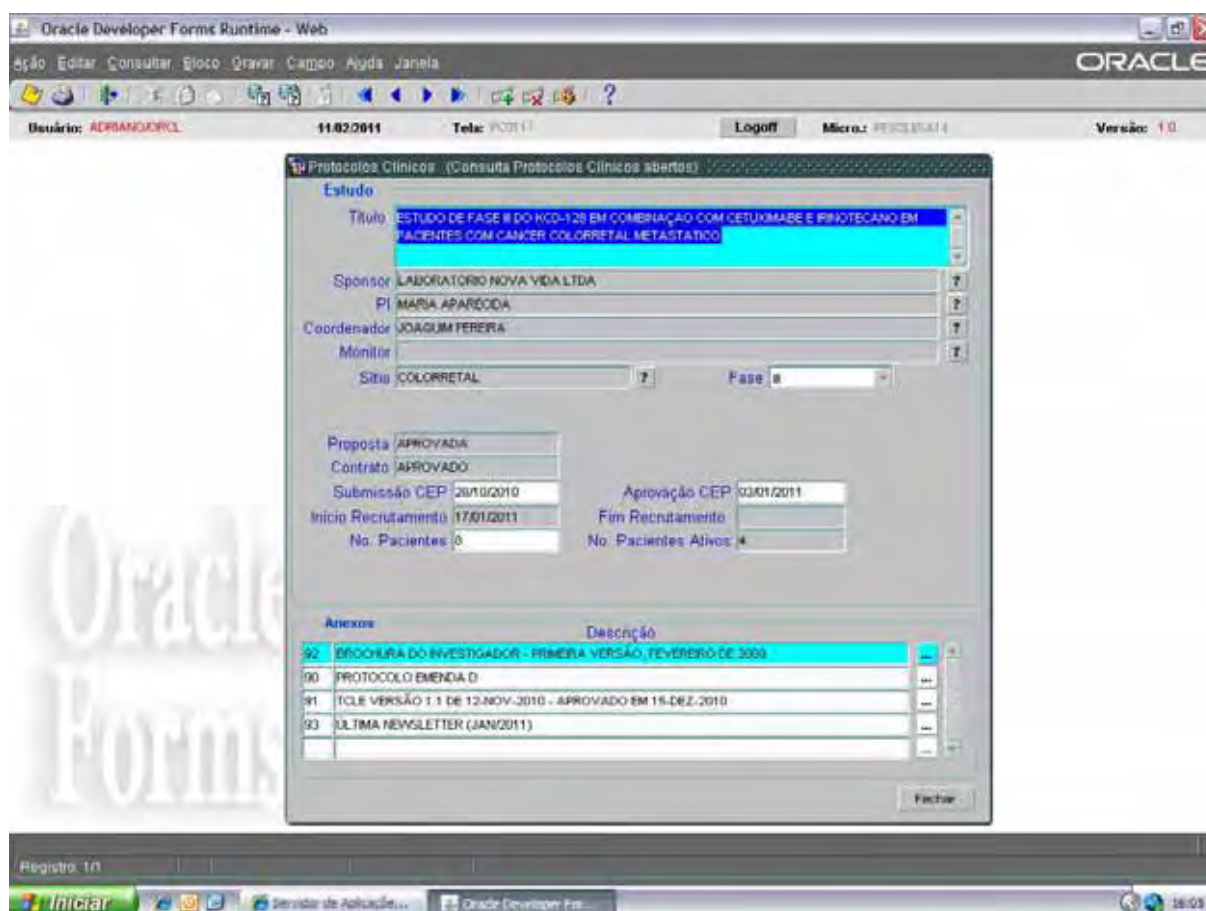 Oracle Developer Forms Runtime - Web
Ação Editar Consultar Bloco Gravar Campo Ajuda Janela
ORACLE
Usuário: ADRIANO/ORCL 11/02/2011 Tela: Logoff Micro.: Versão: 1.0
Protocolos Clínicos (Consulta Protocolos Clínicos abertos)
Estudo
Título ESTUDO DE FASE II DO KCD-128 EM COMBINAÇAO COM CETUXIMABE E IRINOTECANO EM
PACIENTES COM CANCER COLORRETAL METASTATICO
Sponsor LABORATORIO NOVA VIDA LTDA ?
PI MARIA APARECIDA ?
Coordenador JOAQUIM PEREIRA ?
Monitor ?
Sitio COLORRETAL ? Fase II
Proposta APROVADA
Contrato APROVADO
Submissão CEP 28/10/2010 Aprovação CEP 03/01/2011
Inicio Recrutamento 17/01/2011 Fim Recrutamento
No. Pacientes No. Pacientes Ativos 4
Anexos
Descrição
92 BROCHURA DO INVESTIGADOR - PRIMEIRA VERSÃO, FEVEREIRO DE ...
90 PROTOCOLO EMENDA D ...
91 TCLE VERSÃO 1.1 DE 12-NOV-2010 - APROVADO EM 15-DEZ-2010 ...
93 ULTIMA NEWSLETTER (JAN/2011) ...
...
Fechar
Oracle
Forms
Registro: 1/1
Iniciar Servidor de Aplicaçõe... Oracle Developer For...